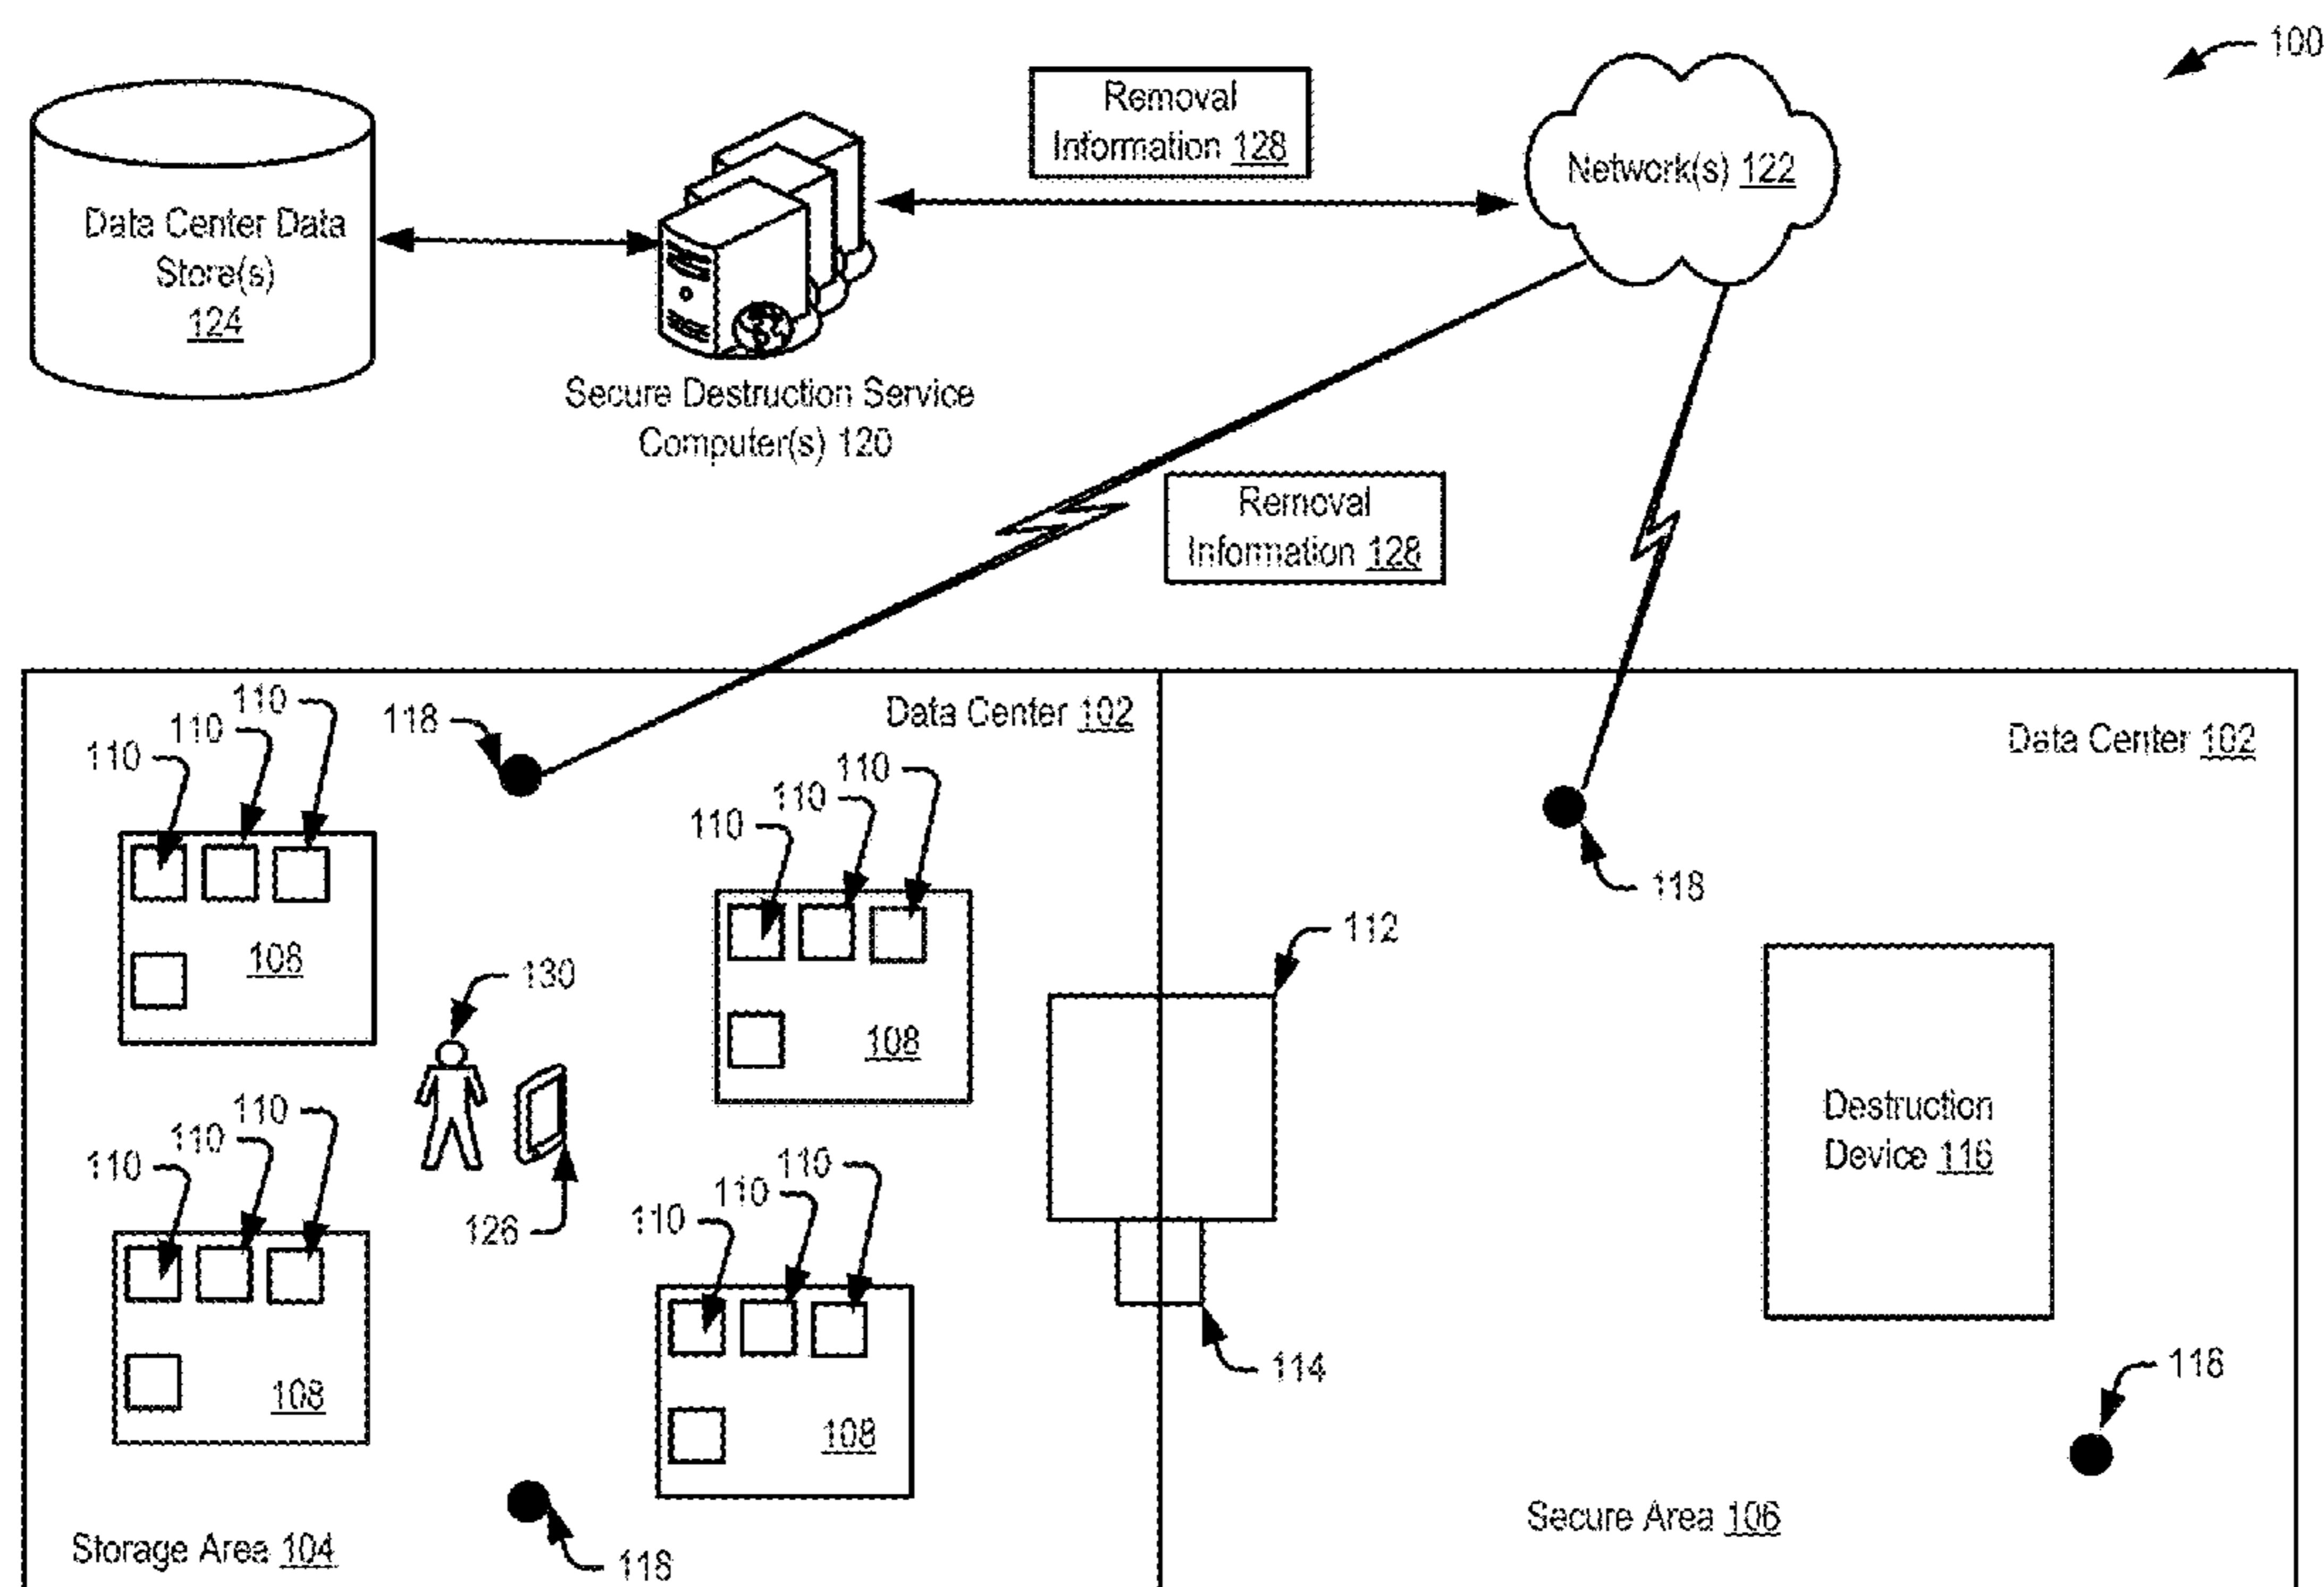 100
Removal
Information 128
Network(s) 122
Data Center Data
Store(s)
124
Secure Destruction Service
Computer(s) 120
Removal
Information 128
110
110
110
118
Data Center 102
Data Center 102
110
110
110
118
112
108
130
108
110
110
110
Destruction
Device 116
126
110
110
110
114
118
108
108
Storage Area 104
118
Secure Area 106